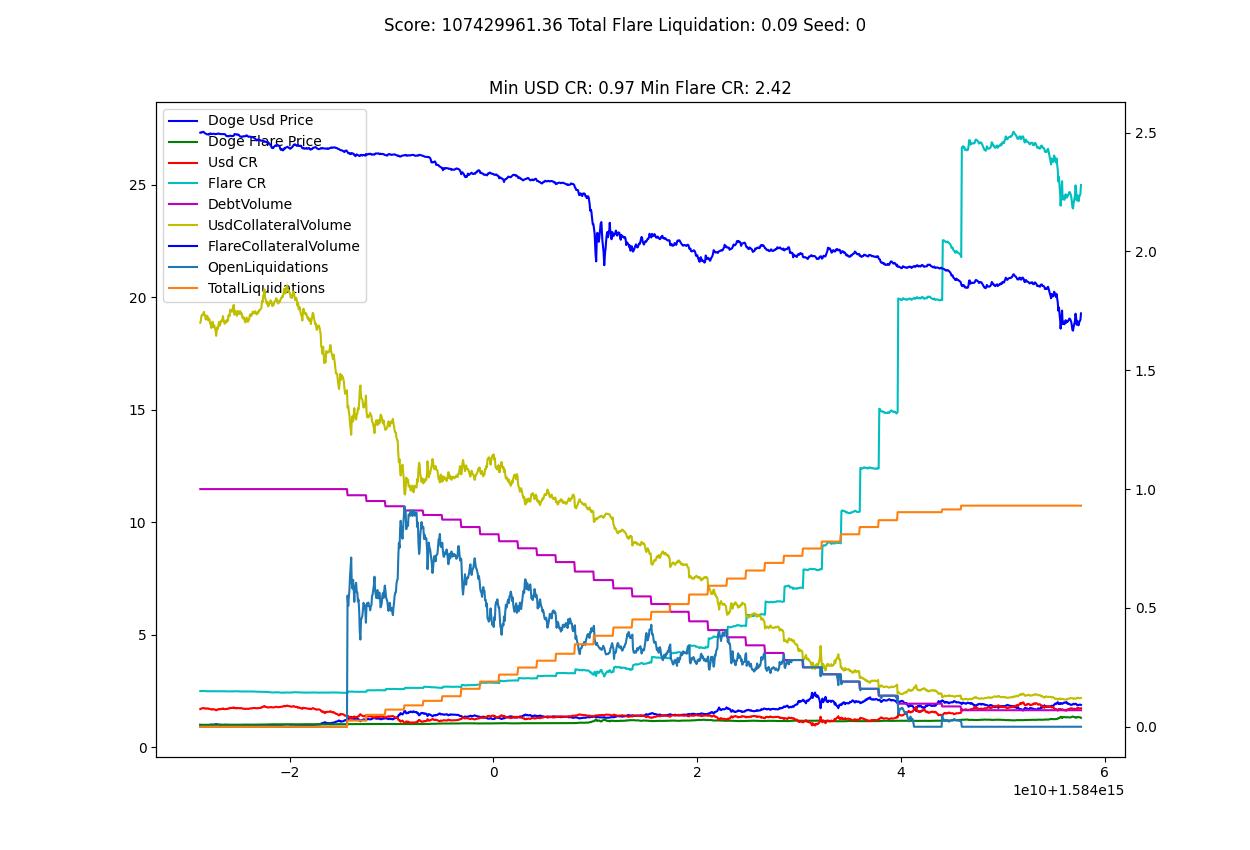 Score: 107429961.36 Total Flare Liquidation: 0.09 Seed: 0
Min USD CR: 0.97 Min Flare CR: 2.42
Doge Usd Price
Doge Flare Price
Usd CR
Flare CR
DebtVolume
UsdCollateralVolume
FlareCollateralVolume
OpenLiquidations
TotalLiquidations
25
20
15
10
5
0
2.5
2.0
1.5
1.0
0.5
0.0
−2
0
2
4
6
1e10+1.584e15